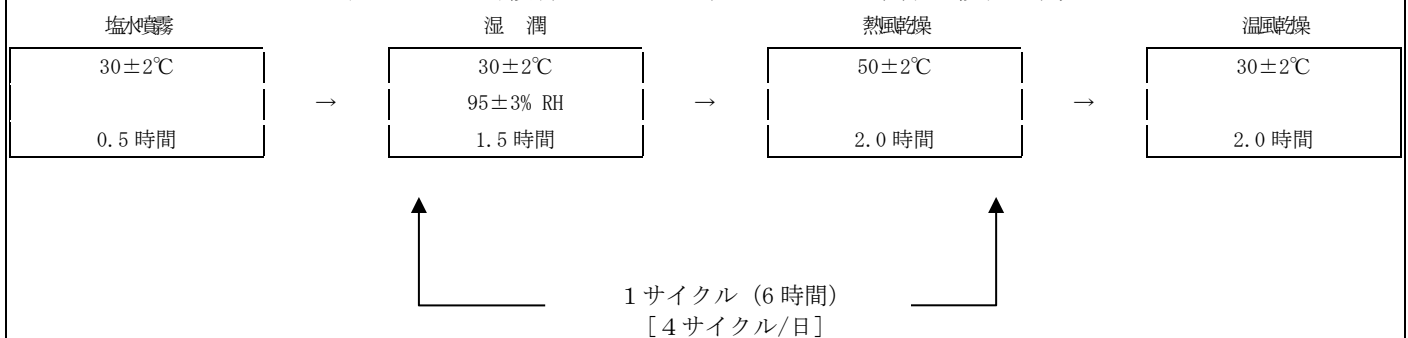 塩水噴霧 湿 潤 熱風乾燥 温風乾燥
30±2℃ 30±2℃ 50±2℃ 30±2℃
→ 95±3% RH → →
0.5 時間 1.5 時間 2.0 時間 2.0 時間
1サイクル（6 時間）
［4サイクル/日］